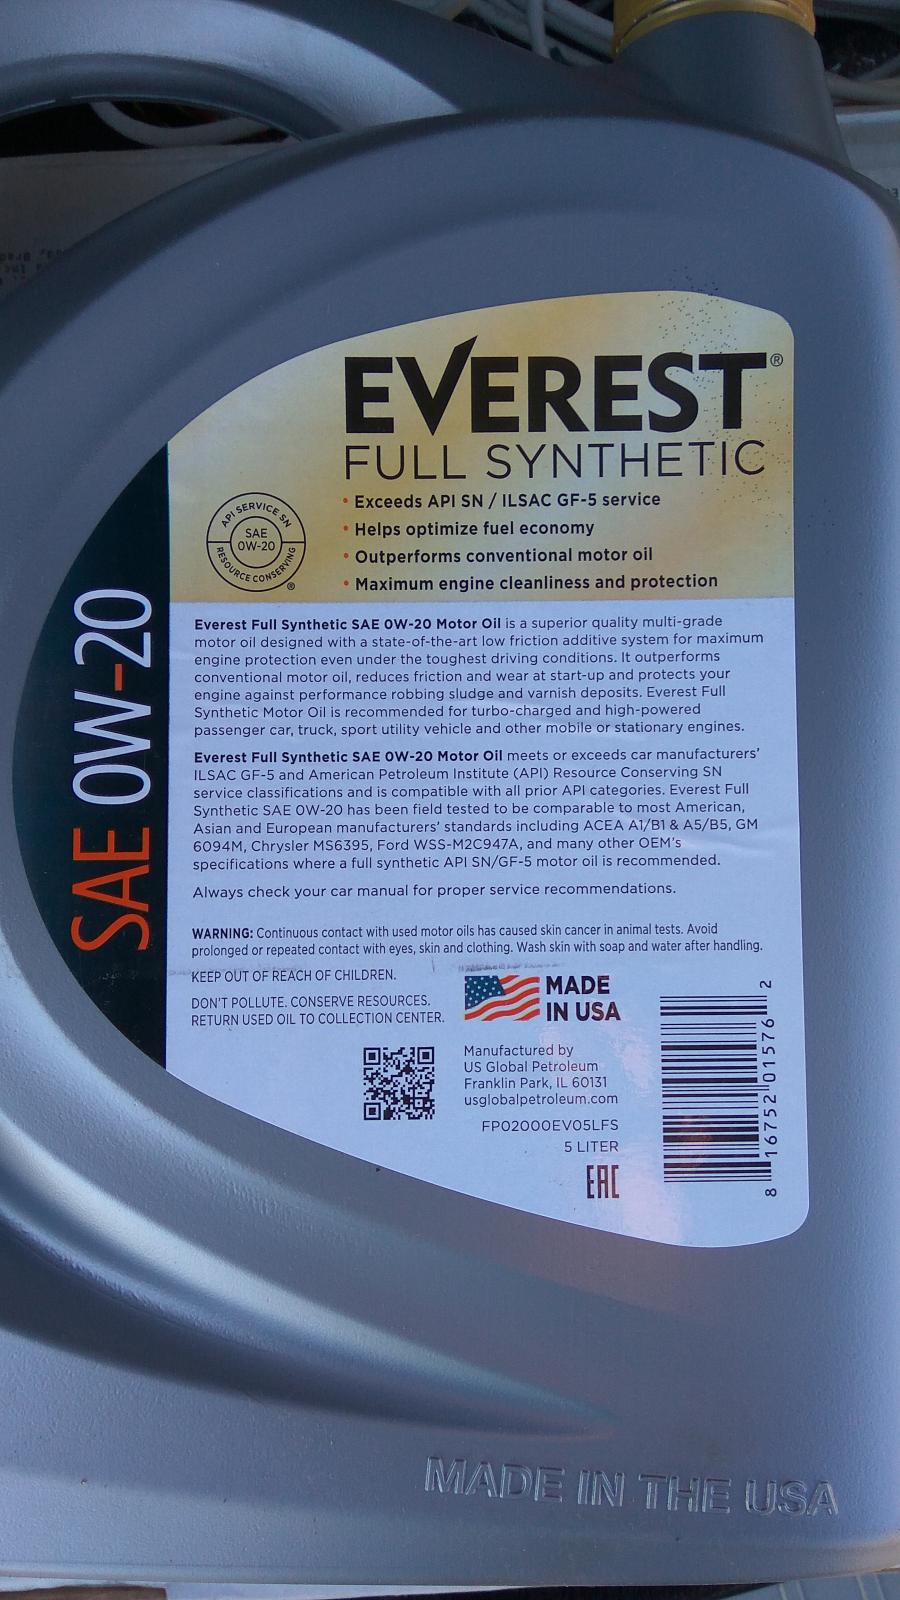 EVEREST®
FULL SYNTHETIC
• Exceeds API SN / ILSAC GF-5 service
• Helps optimize fuel economy
• Outperforms conventional motor oil
• Maximum engine cleanliness and protection
API SERVICE SN
SAE
0W-20
RESOURCE CONSERVING
®
SAE 0W-20
Everest Full Synthetic SAE 0W-20 Motor Oil is a superior quality multi-grade
motor oil designed with a state-of-the-art low friction additive system for maximum
engine protection even under the toughest driving conditions. It outperforms
conventional motor oil, reduces friction and wear at start-up and protects your
engine against performance robbing sludge and varnish deposits. Everest Full
Synthetic Motor Oil is recommended for turbo-charged and high-powered
passenger car, truck, sport utility vehicle and other mobile or stationary engines.
Everest Full Synthetic SAE 0W-20 Motor Oil meets or exceeds car manufacturers'
ILSAC GF-5 and American Petroleum Institute (API) Resource Conserving SN
service classifications and is compatible with all prior API categories. Everest Full
Synthetic SAE 0W-20 has been field tested to be comparable to most American,
Asian and European manufacturers' standards including ACEA A1/B1 & A5/B5, GM
6094M, Chrysler MS6395, Ford WSS-M2C947A, and many other OEM's
specifications where a full synthetic API SN/GF-5 motor oil is recommended.
Always check your car manual for proper service recommendations.
WARNING: Continuous contact with used motor oils has caused skin cancer in animal tests. Avoid
prolonged or repeated contact with eyes, skin and clothing. Wash skin with soap and water after handling.
KEEP OUT OF REACH OF CHILDREN.
DON'T POLLUTE. CONSERVE RESOURCES.
RETURN USED OIL TO COLLECTION CENTER.
MADE
IN USA
Manufactured by
US Global Petroleum
Franklin Park, IL 60131
usglobalpetroleum.com
FP02000EV05LFS
5 LITER
EAC
8 16752 01576 2
MADE IN THE USA